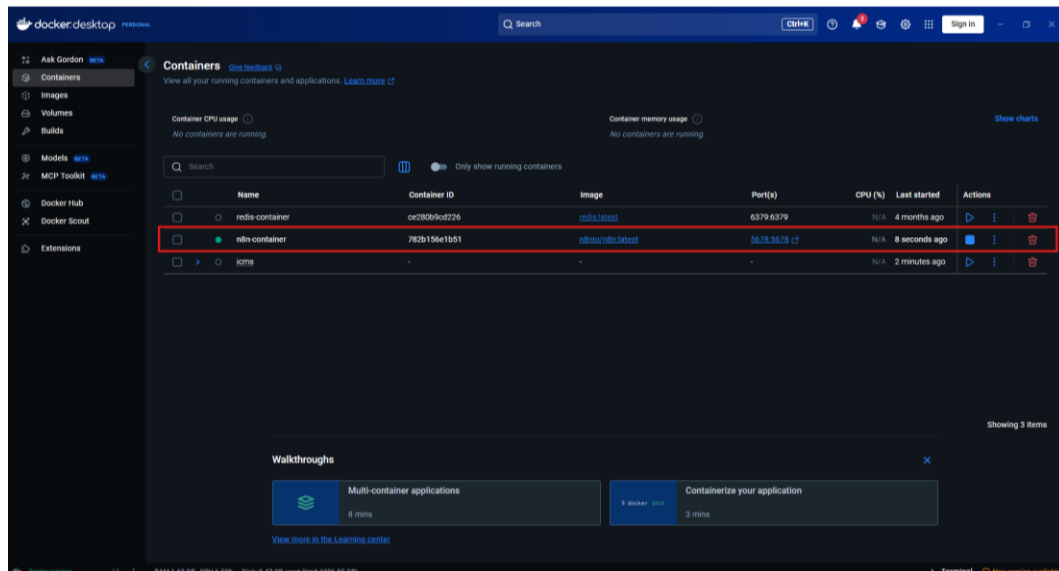 docker.desktop PERSONAL
Search
Ctrl+K
Sign in
Ask Gordon BETA
Containers
Images
Volumes
Builds
Models BETA
MCP Toolkit BETA
Docker Hub
Docker Scout
Extensions
Containers Give feedback
View all your running containers and applications. Learn more
Container CPU usage
No containers are running.
Container memory usage
No containers are running.
Show charts
Search
Only show running containers
Name Container ID Image Port(s) CPU (%) Last started Actions
redis-container ce280b9cd226 redis:latest 6379:6379 N/A 4 months ago
n8n-container 782b156e1b51 n8nio/n8n:latest 5678:5678 N/A 8 seconds ago
icms - - - N/A 2 minutes ago
Showing 3 items
Walkthroughs
Multi-container applications
8 mins
$ docker init
Containerize your application
3 mins
View more in the Learning center
Terminal